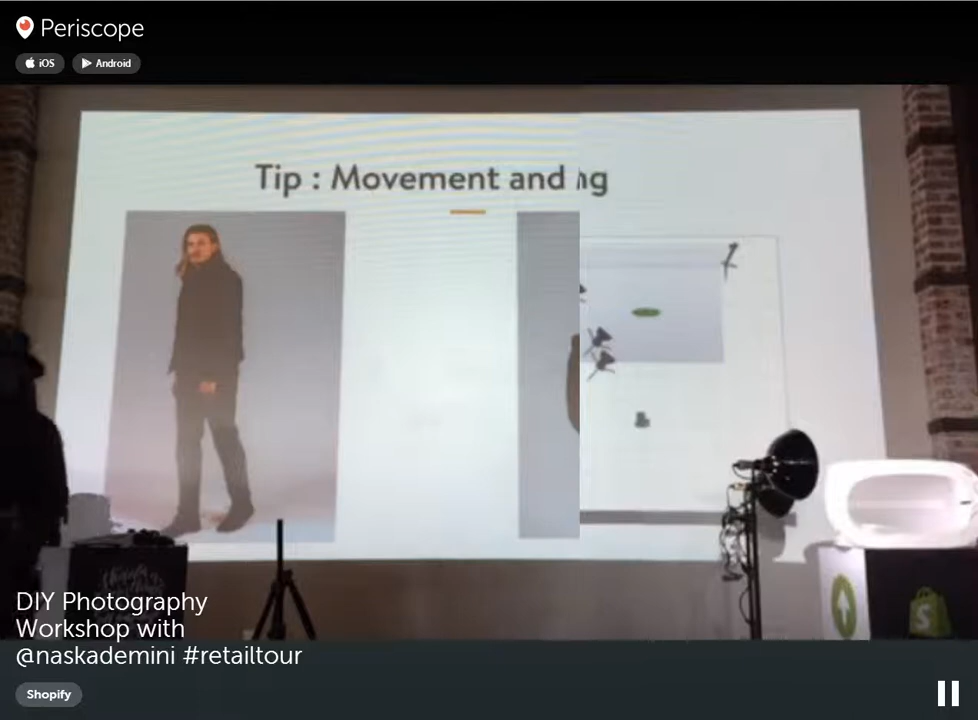 Periscope
iOS
Android
Tip : Movement and
DIY Photography
Workshop with
@naskademini #retailtour
Shopify